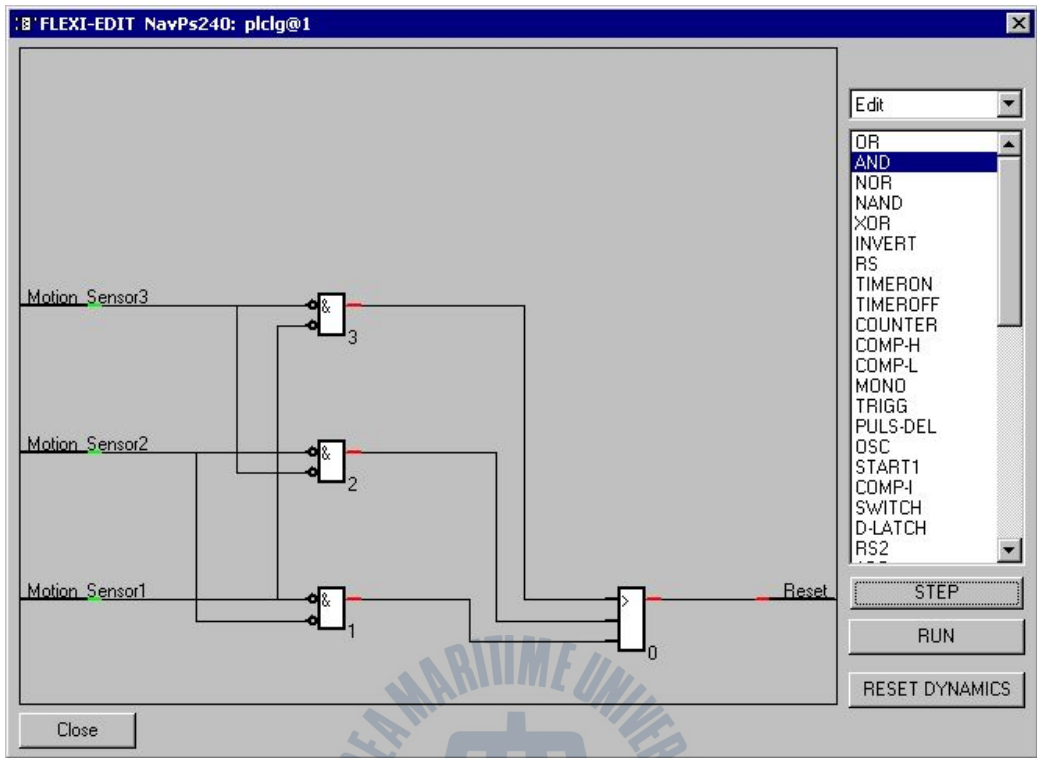 FLEXI-EDIT NavPs240: plclg@1
Edit
OR
AND
NOR
NAND
XOR
INVERT
RS
TIMERON
TIMEROFF
COUNTER
COMP-H
COMP-L
MONO
TRIGG
PULS-DEL
OSC
START1
COMP-I
SWITCH
D-LATCH
RS2
Motion_Sensor3
&
3
Motion_Sensor2
&
2
Motion_Sensor1
&
1
>
0
Reset
STEP
RUN
RESET DYNAMICS
Close
MARITIME